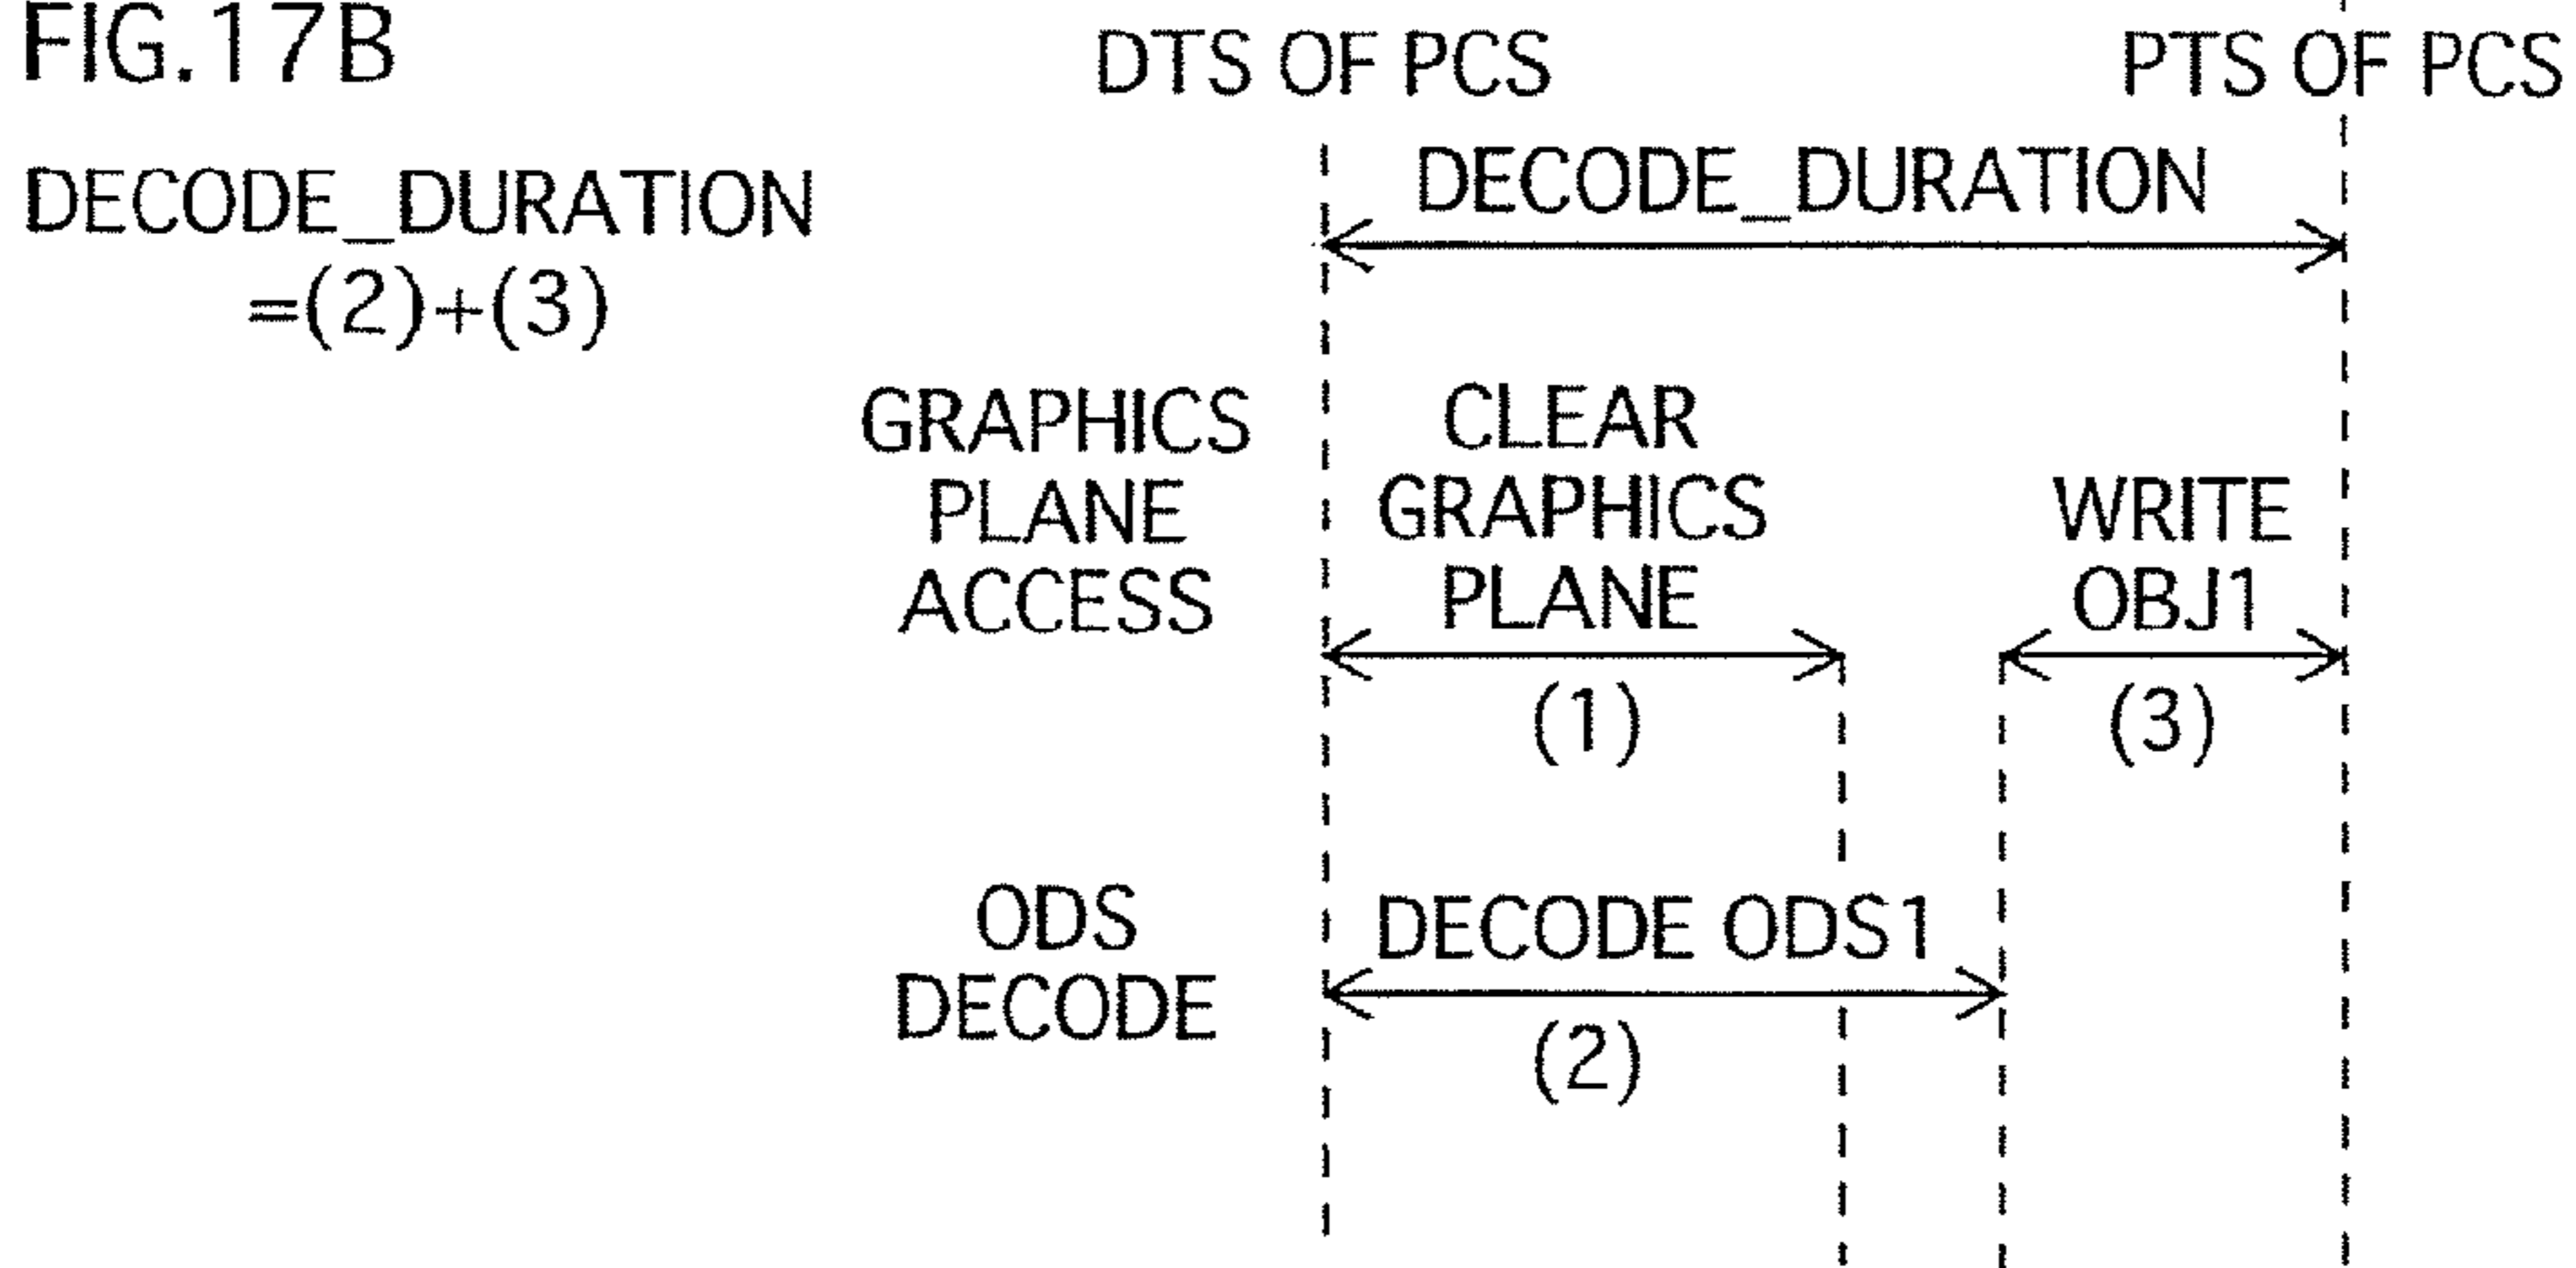 FIG.17B
DTS OF PCS
PTS OF PCS
DECODE_DURATION
=(2)+(3)
DECODE_DURATION
GRAPHICS
PLANE
ACCESS
CLEAR
GRAPHICS
PLANE
(1)
WRITE
OBJ1
(3)
ODS
DECODE
DECODE ODS1
(2)